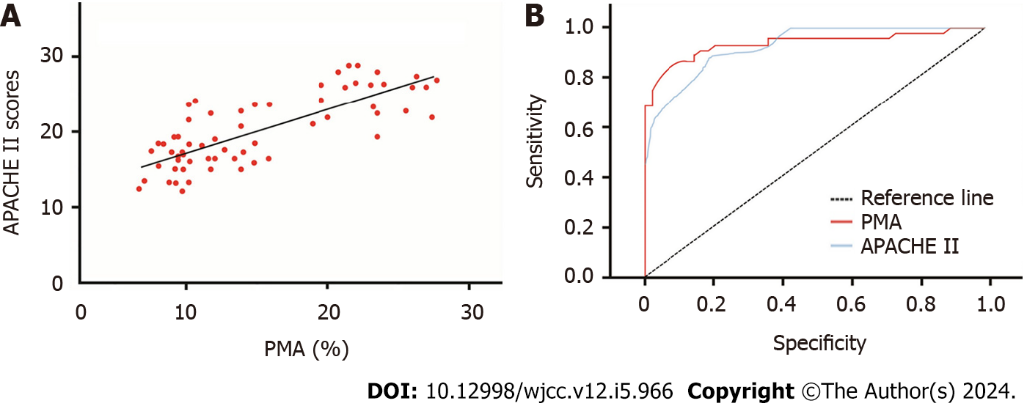 A
APACHE II scores
30
20
10
0
0 10 20 30
PMA (%)
B
Sensitivity
1.0
0.8
0.6
0.4
0.2
0.0
Reference line
PMA
APACHE II
0 0.2 0.4 0.6 0.8 1.0
Specificity
DOI: 10.12998/wjcc.v12.i5.966 Copyright ©The Author(s) 2024.